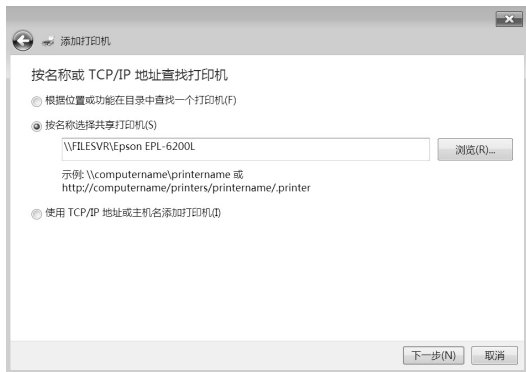 添加打印机
按名称或 TCP/IP 地址查找打印机
根据位置或功能在目录中查找一个打印机(F)
按名称选择共享打印机(S)
\\FILESVR\Epson EPL-6200L
浏览(R)...
示例: \\computername\printername 或
http://computername/printers/printername/.printer
使用 TCP/IP 地址或主机名添加打印机(I)
下一步(N)
取消